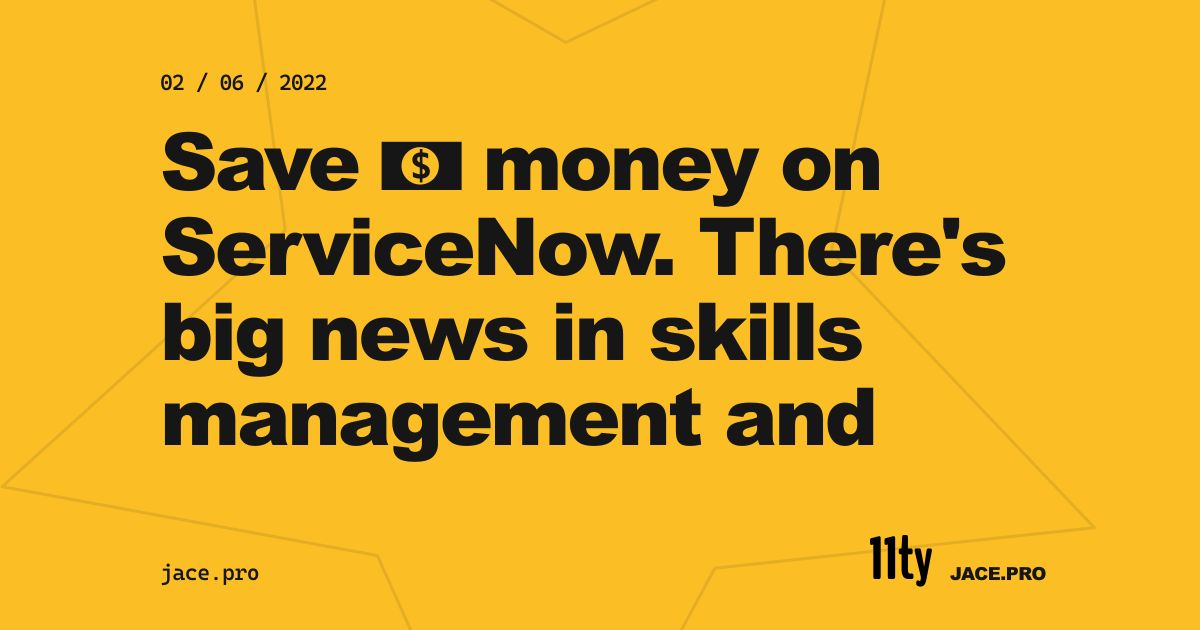 02 / 06 / 2022
Save 💵 money on
ServiceNow. There's
big news in skills
management and
jace.pro
11ty JACE.PRO